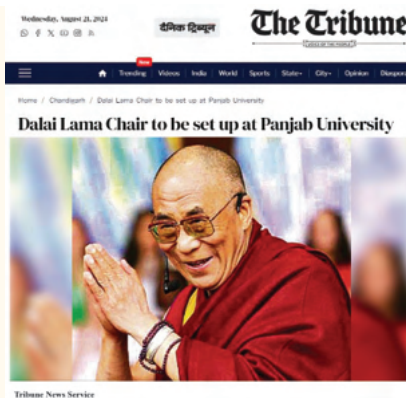 Wednesday, August 21, 2024
दैनिक ट्रिब्यून
The Tribune
VOICE OF THE PEOPLE
New
Trending Videos India World Sports State City Opinion Diaspora
Home / Chandigarh / Dalai Lama Chair to be set up at Panjab University
Dalai Lama Chair to be set up at Panjab University
Tribune News Service